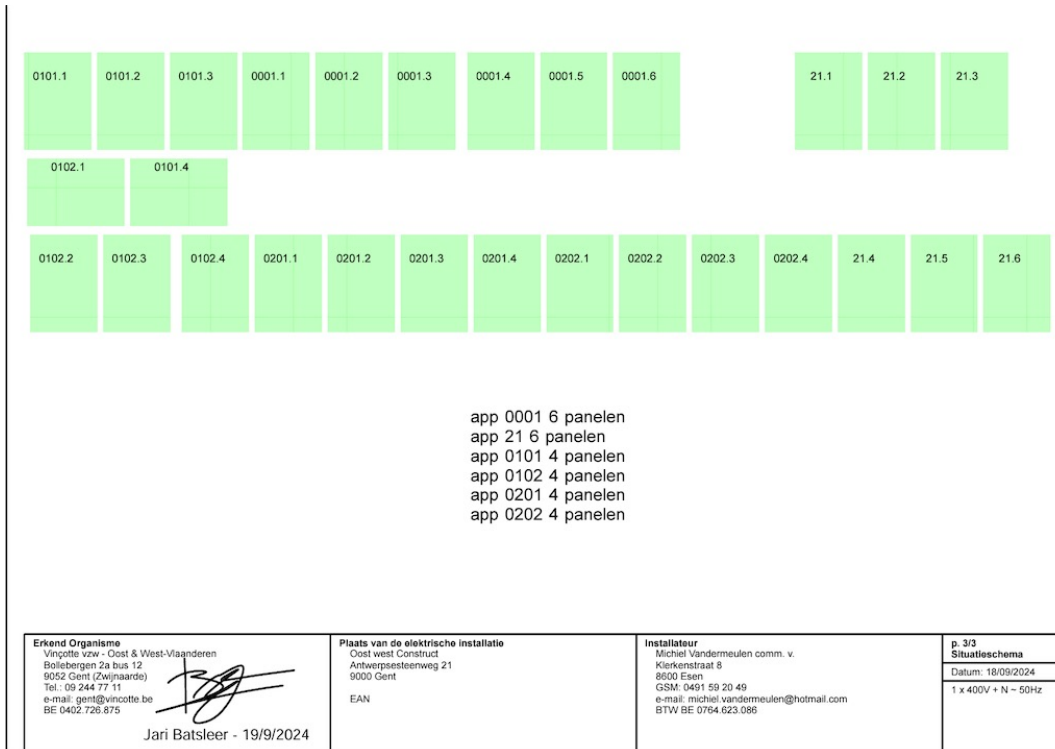 0101.1 0101.2 0101.3 0001.1 0001.2 0001.3 0001.4 0001.5 0001.6 21.1 21.2 21.3
0102.1 0101.4
0102.2 0102.3 0102.4 0201.1 0201.2 0201.3 0201.4 0202.1 0202.2 0202.3 0202.4 21.4 21.5 21.6
app 0001 6 panelen
app 21 6 panelen
app 0101 4 panelen
app 0102 4 panelen
app 0201 4 panelen
app 0202 4 panelen
Erkend Organisme
Vinçotte vzw - Oost & West-Vlaanderen
Bollebergen 2a bus 12
9052 Gent (Zwijnaarde)
Tel.: 09 244 77 11
e-mail: gent@vincotte.be
BE 0402.726.875
Jari Batsleer - 19/9/2024
Plaats van de elektrische installatie
Oost west Construct
Antwerpsesteenweg 21
9000 Gent
EAN
Installateur
Michiel Vandermeulen comm. v.
Klerkenstraat 8
8600 Esen
GSM: 0491 59 20 49
e-mail: michiel.vandermeulen@hotmail.com
BTW BE 0764.623.086
p. 3/3
Situatieschema
Datum: 18/09/2024
1 x 400V + N ~ 50Hz